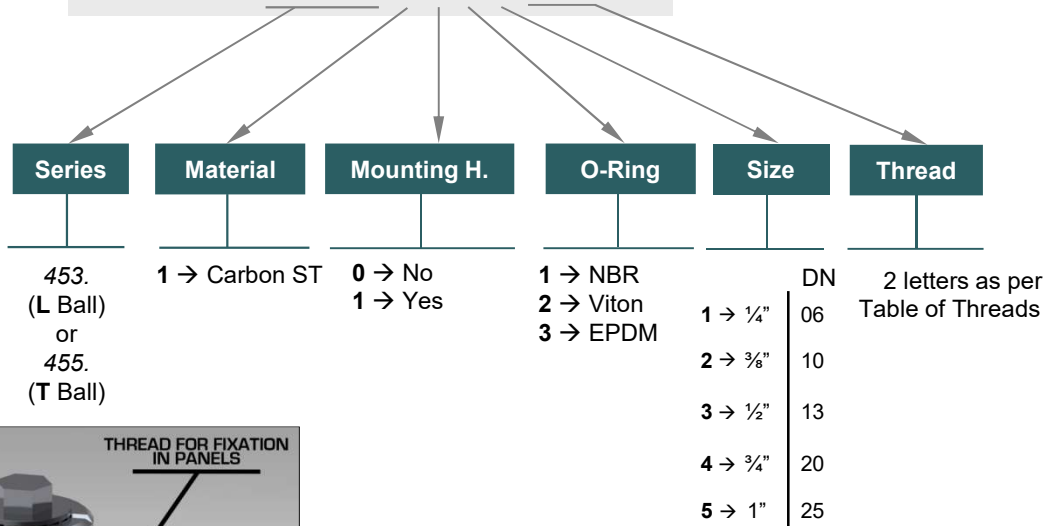 Series
Material
Mounting H.
O-Ring
Size
Thread
453.
(L Ball)
or
455.
(T Ball)
1 → Carbon ST
0 → No
1 → Yes
1 → NBR
2 → Viton
3 → EPDM
DN
1 → ¼” 06
2 → ⅜” 10
3 → ½” 13
4 → ¾” 20
5 → 1” 25
2 letters as per
Table of Threads
THREAD FOR FIXATION
IN PANELS